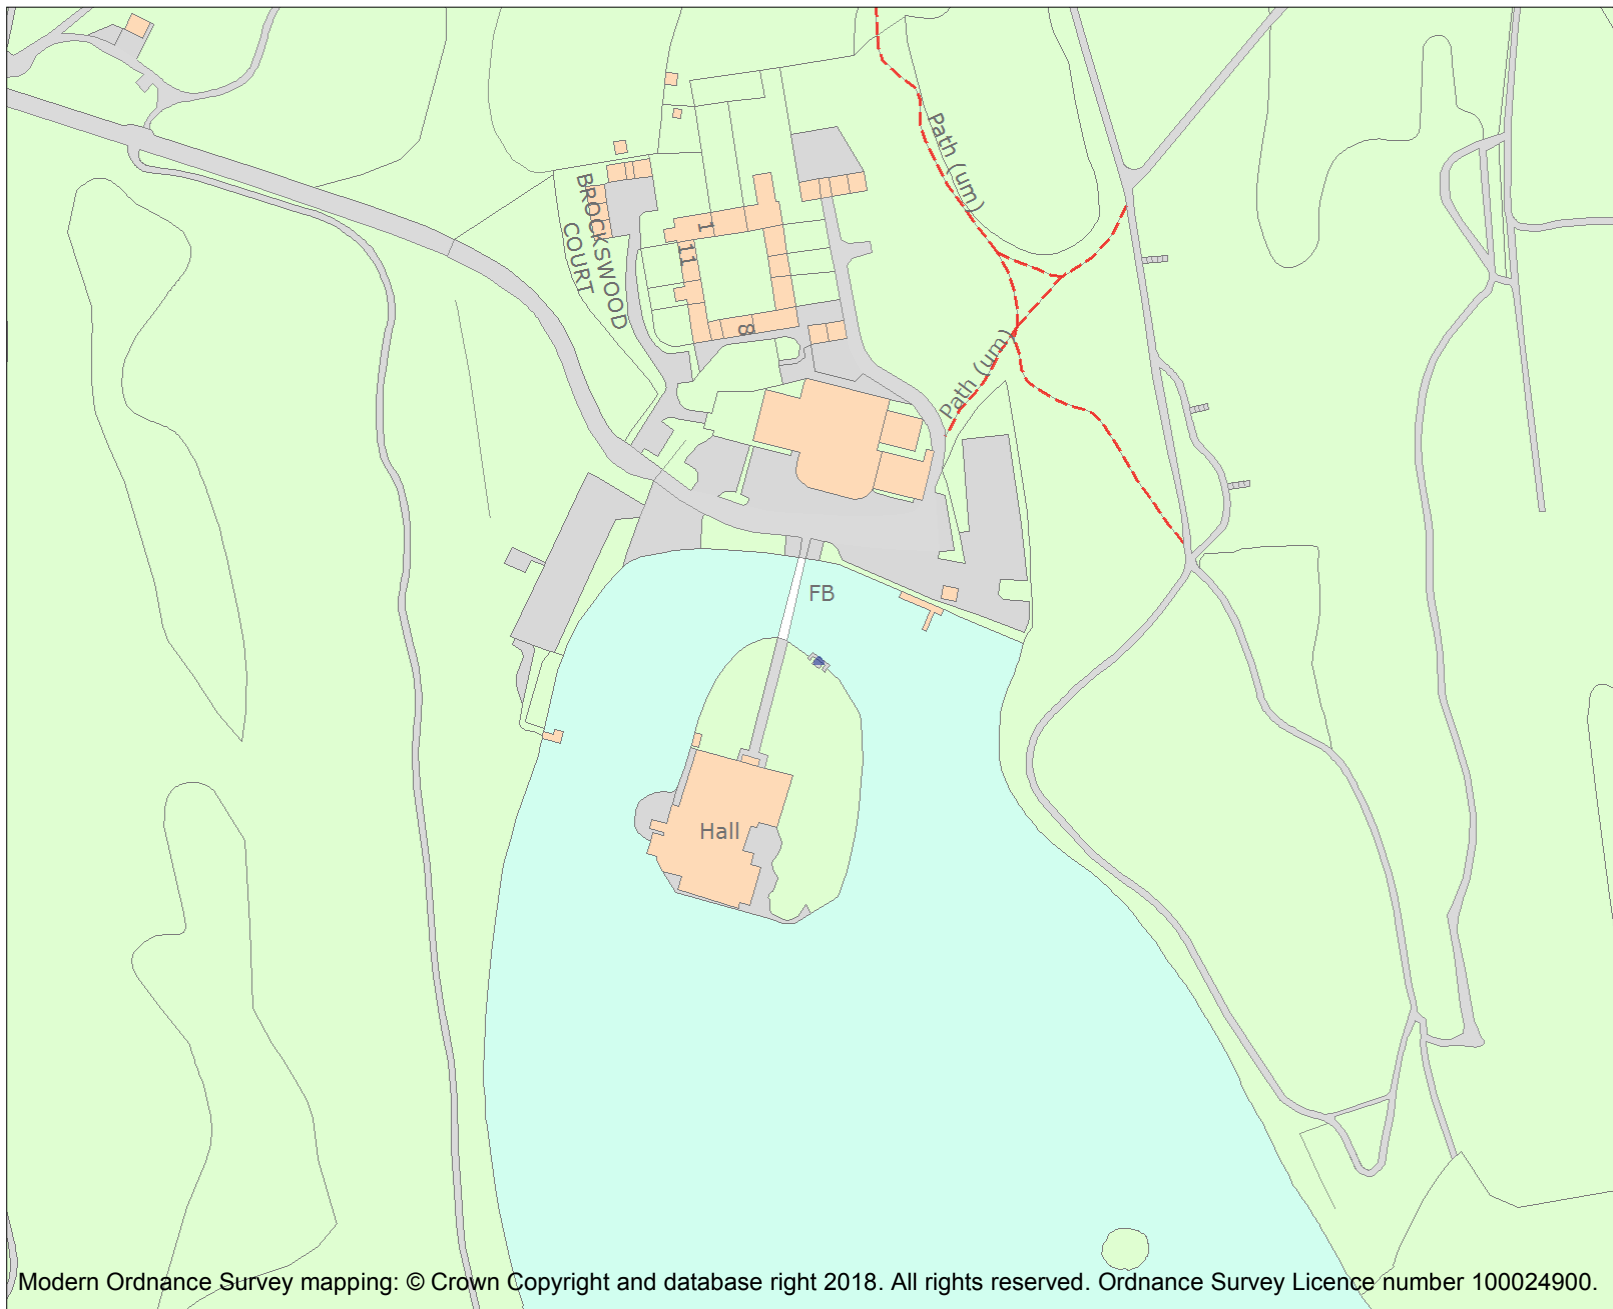 Path (um)
BROCKSWOOD
COURT
1
11
8
Path (um)
FB
Hall
Modern Ordnance Survey mapping: © Crown Copyright and database right 2018. All rights reserved. Ordnance Survey Licence number 100024900.